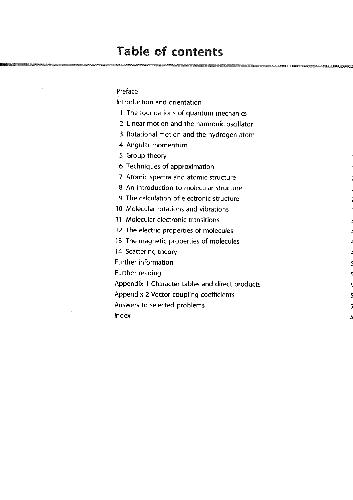 Table of contents
Preface
Introduction and orientation
1 The foundations of quantum mechanics
2 Linear motion and the harmonic oscillator
3 Rotational motion and the hydrogen atom
4 Angular momentum
5 Group theory
6 Techniques of approximation
7 Atomic spectra and atomic structure
8 An introduction to molecular structure
9 The calculation of electronic structure
10 Molecular rotations and vibrations
11 Molecular electronic transitions
12 The electric properties of molecules
13 The magnetic properties of molecules
14 Scattering theory
Further information
Further reading
Appendix 1 Character tables and direct products
Appendix 2 Vector coupling coefficients
Answers to selected problems
Index